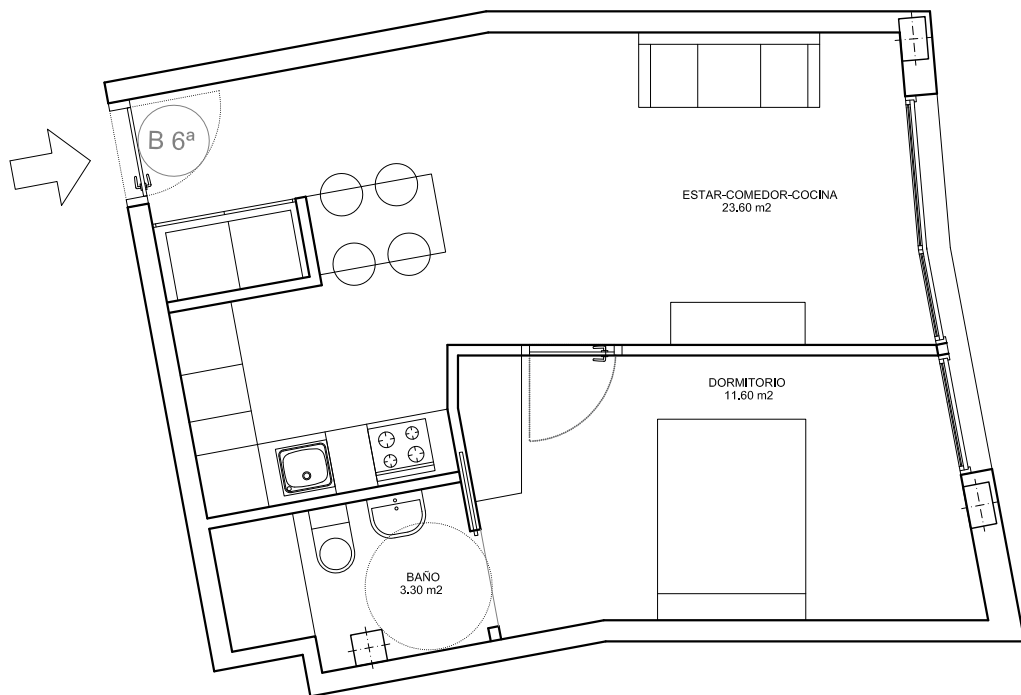 B 6ª
ESTAR-COMEDOR-COCINA
23.60 m2
DORMITORIO
11.60 m2
BAÑO
3.30 m2